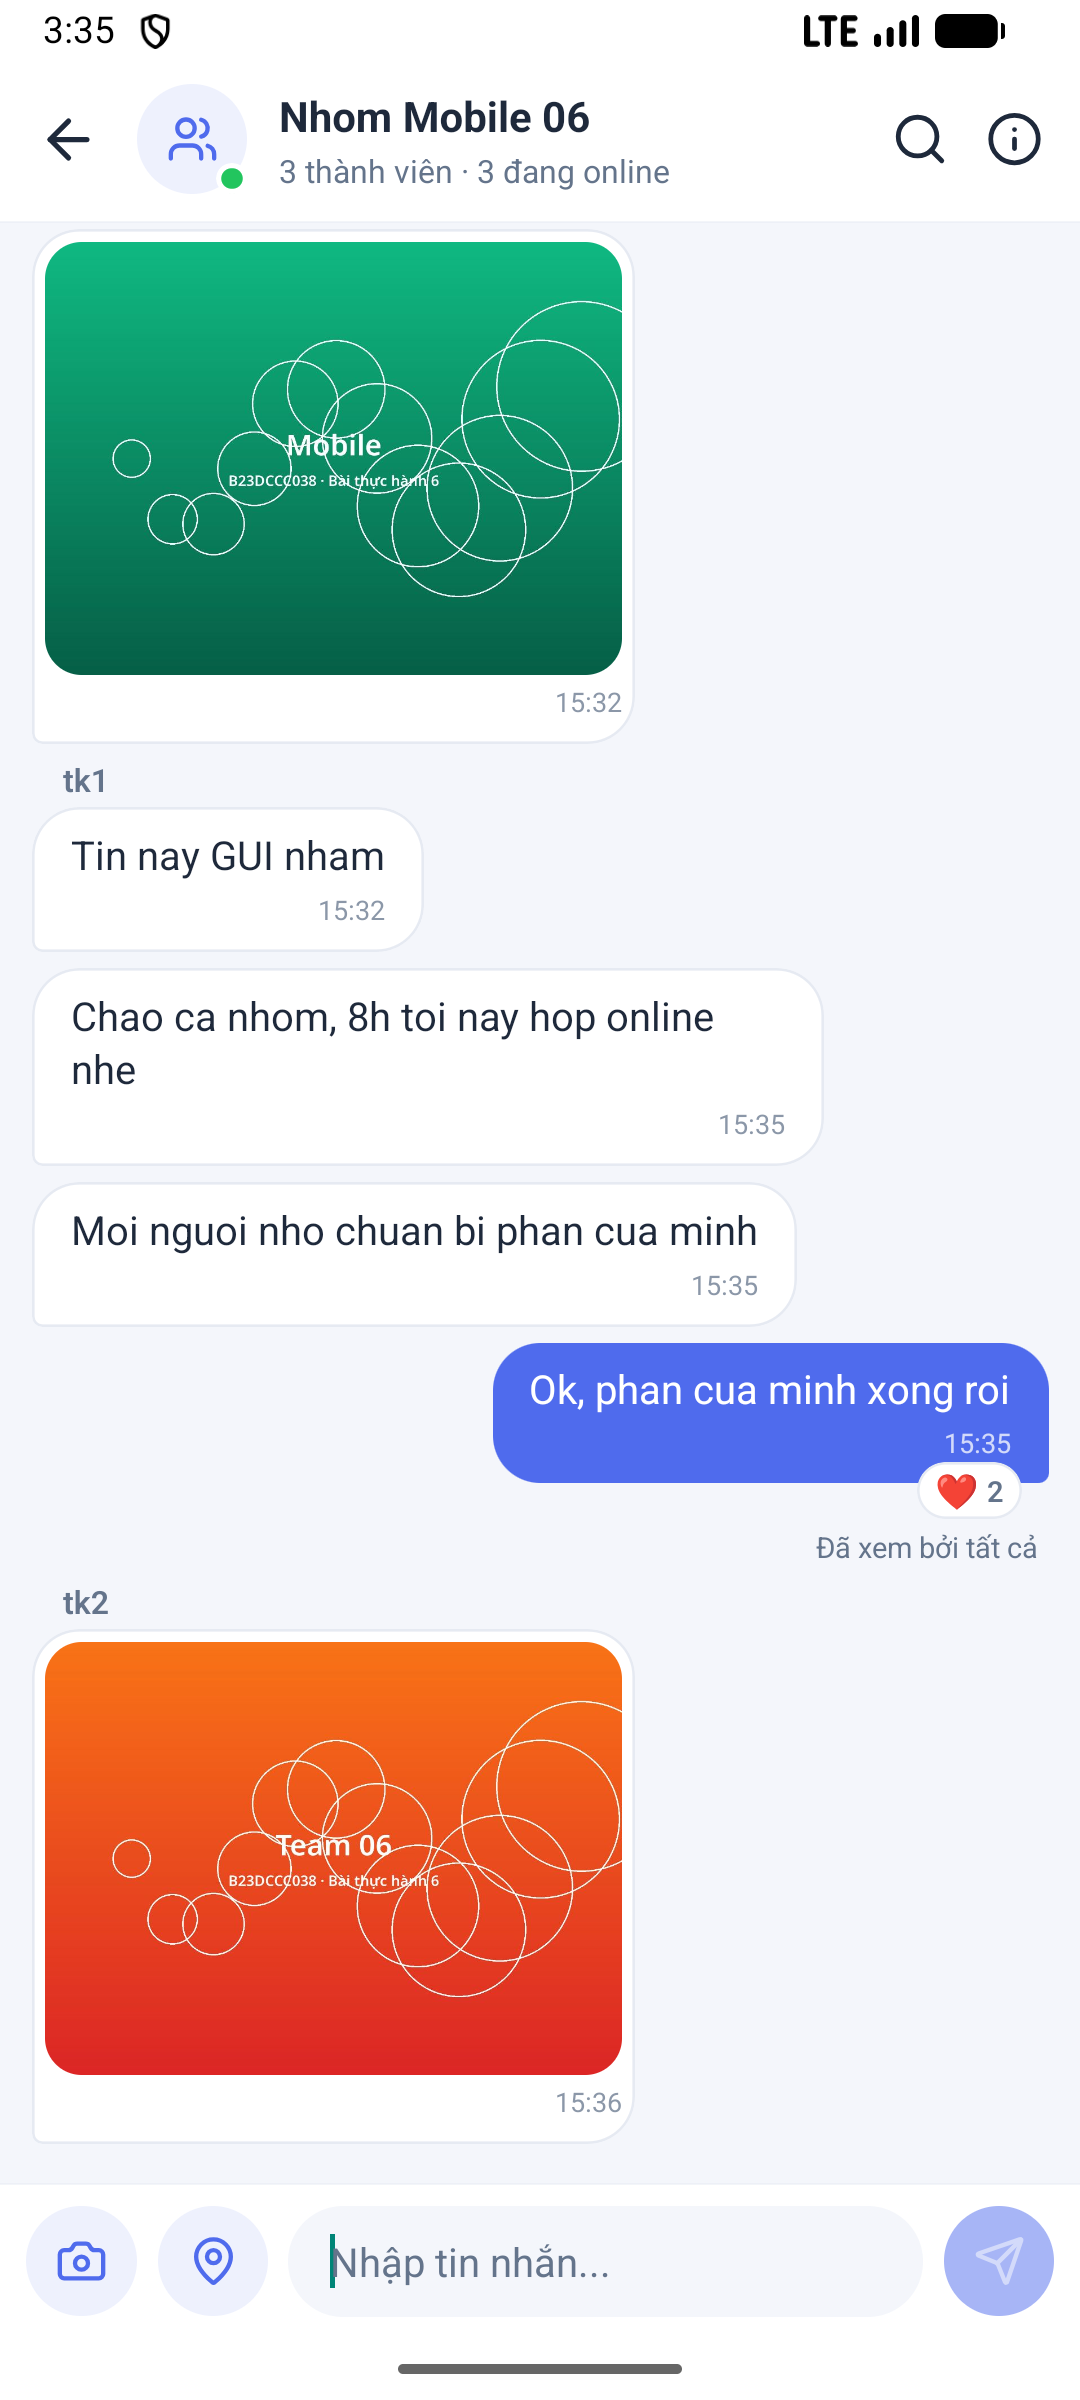 3:35
LTE
Nhom Mobile 06
3 thành viên · 3 đang online
Mobile
B23DCCC038 · Bài thực hành 6
15:32
tk1
Tin nay GUI nham
15:32
Chao ca nhom, 8h toi nay hop online
nhe
15:35
Moi nguoi nho chuan bi phan cua minh
15:35
Ok, phan cua minh xong roi
15:35
❤️ 2
Đã xem bởi tất cả
tk2
Team 06
B23DCCC038 · Bài thực hành 6
15:36
Nhập tin nhắn...